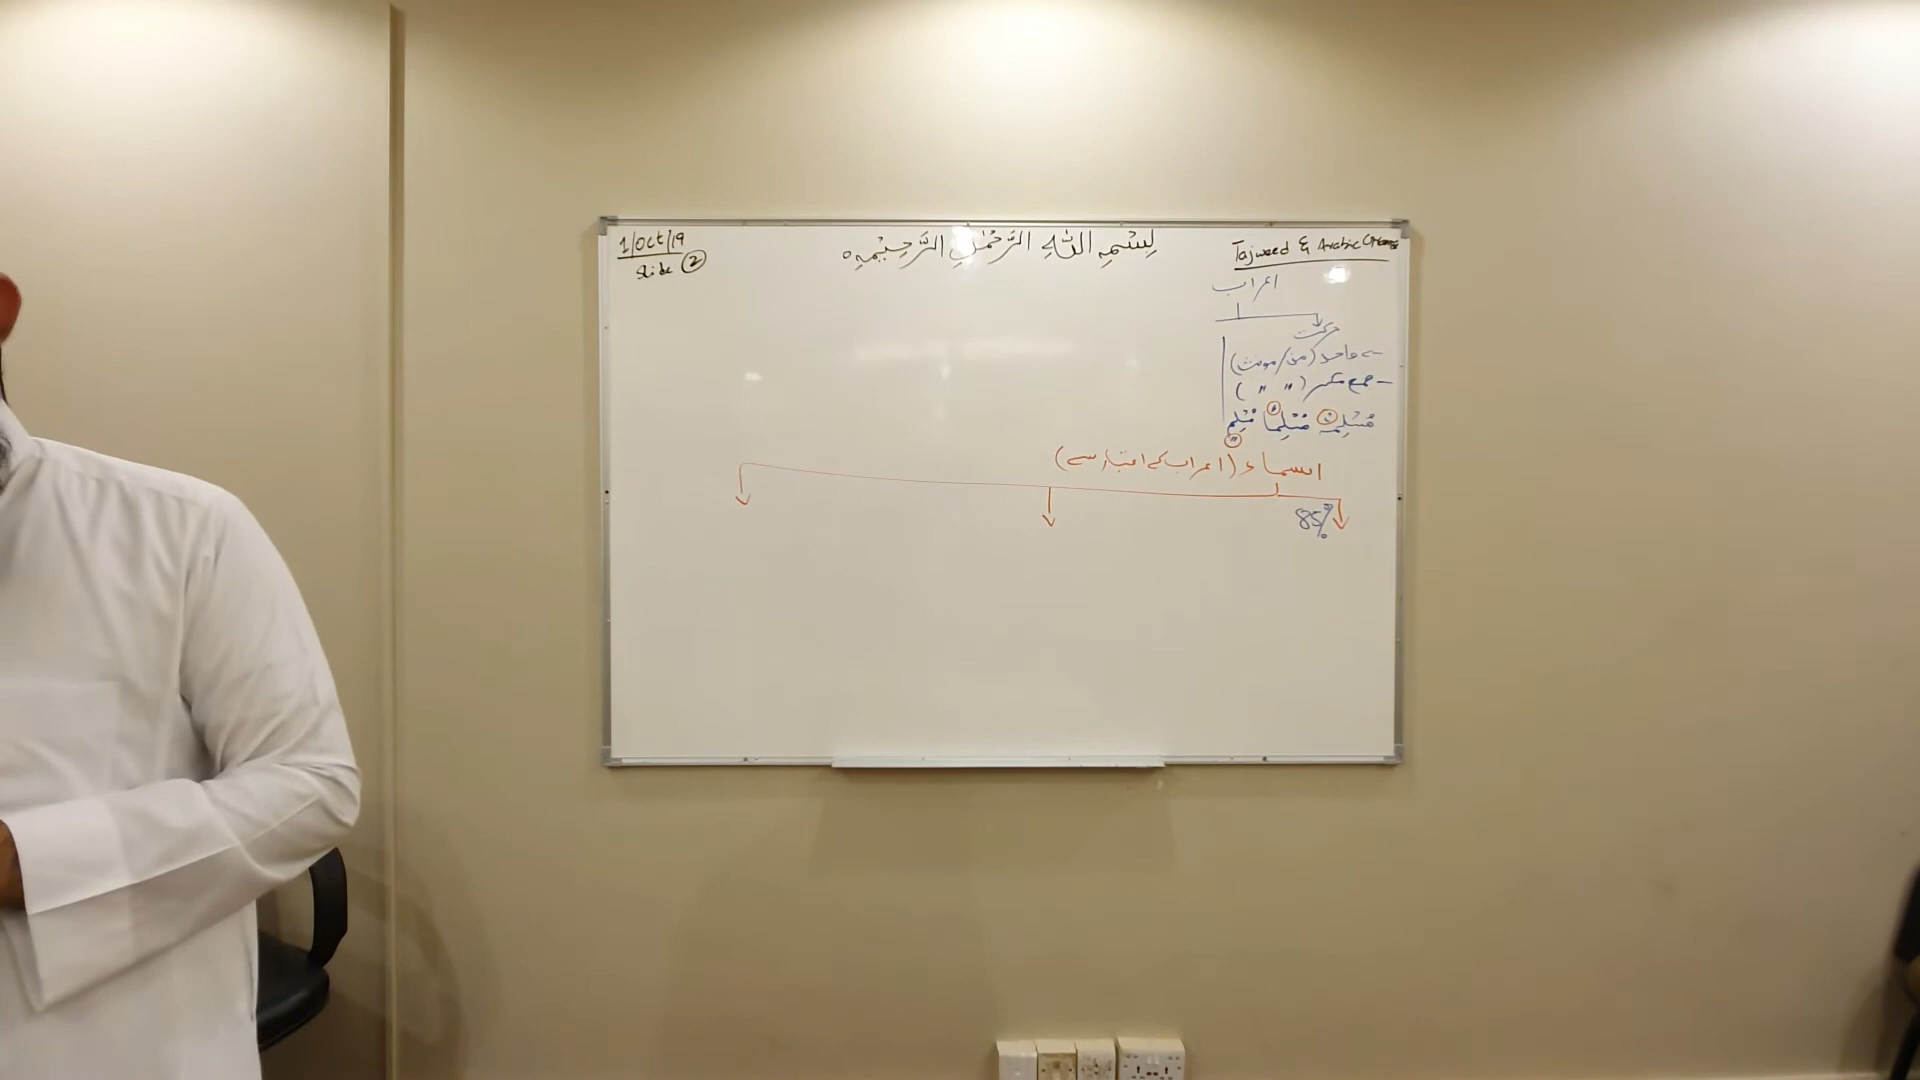 1/Oct/19
Slide 2
بِسْمِ اللّٰهِ الرَّحْمٰنِ الرَّحِيْمِ ه
Tajweed & Arabic
اعراب
حرکت
- واحد (مذ/مونث)
- جمع مکسر (" ")
مُسْلِمٌ مُسْلِمًا مُسْلِمٍ
اسماء (اعراب کے اعتبار سے)
85%